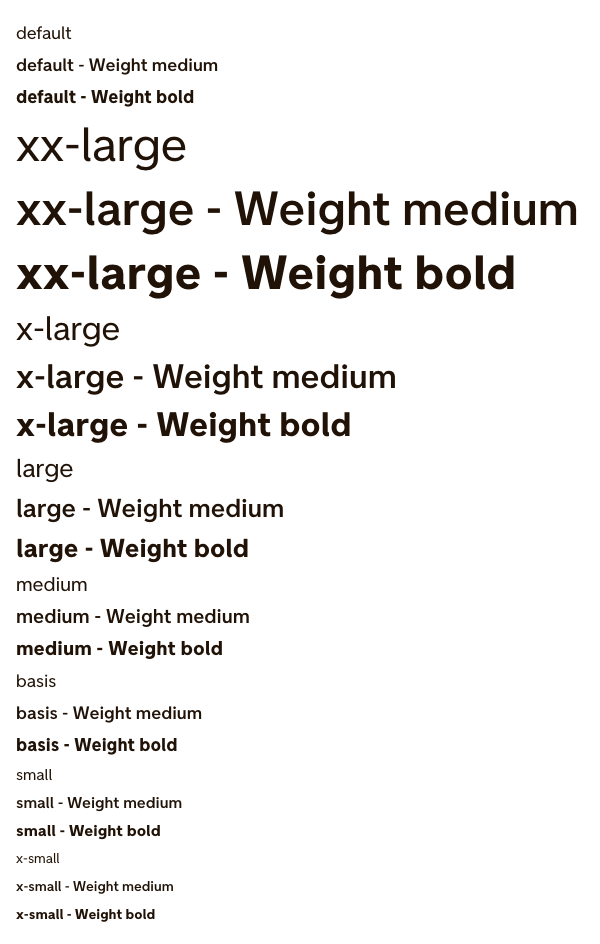 default
default - Weight medium
default - Weight bold
xx-large
xx-large - Weight medium
xx-large - Weight bold
x-large
x-large - Weight medium
x-large - Weight bold
large
large - Weight medium
large - Weight bold
medium
medium - Weight medium
medium - Weight bold
basis
basis - Weight medium
basis - Weight bold
small
small - Weight medium
small - Weight bold
x-small
x-small - Weight medium
x-small - Weight bold